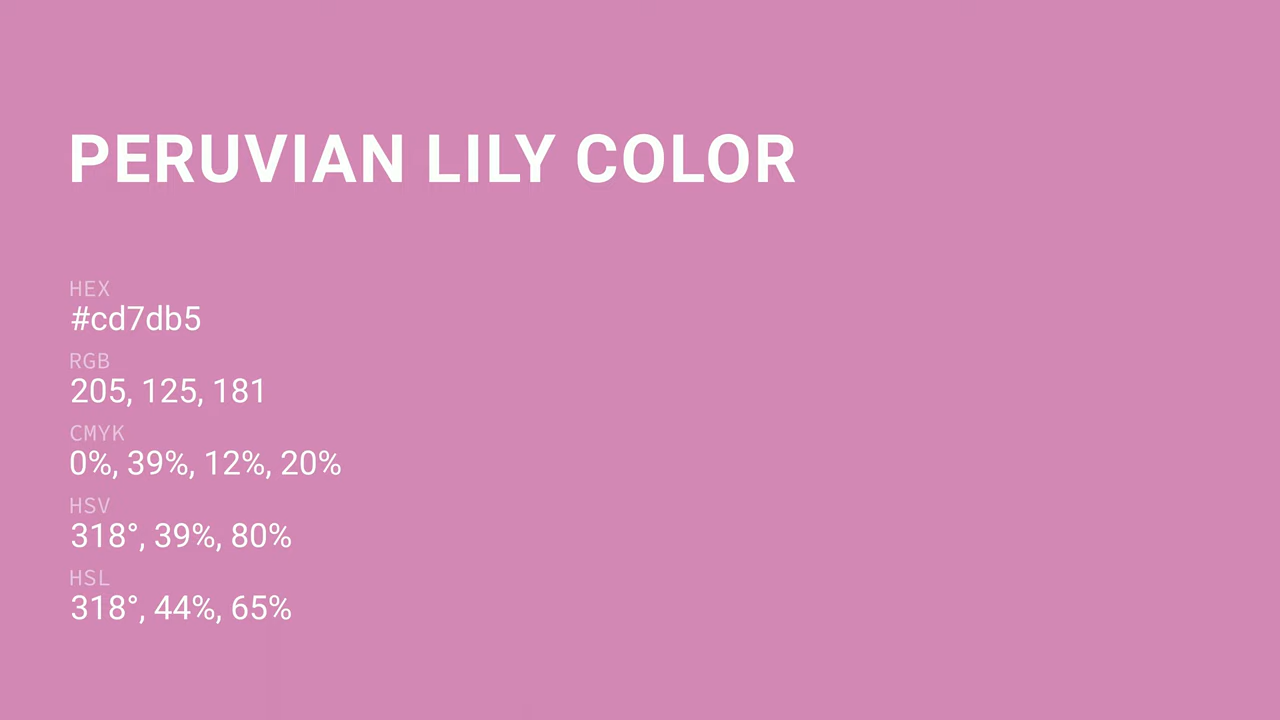 PERUVIAN LILY COLOR
HEX
#cd7db5
RGB
205, 125, 181
CMYK
0%, 39%, 12%, 20%
HSV
318°, 39%, 80%
HSL
318°, 44%, 65%